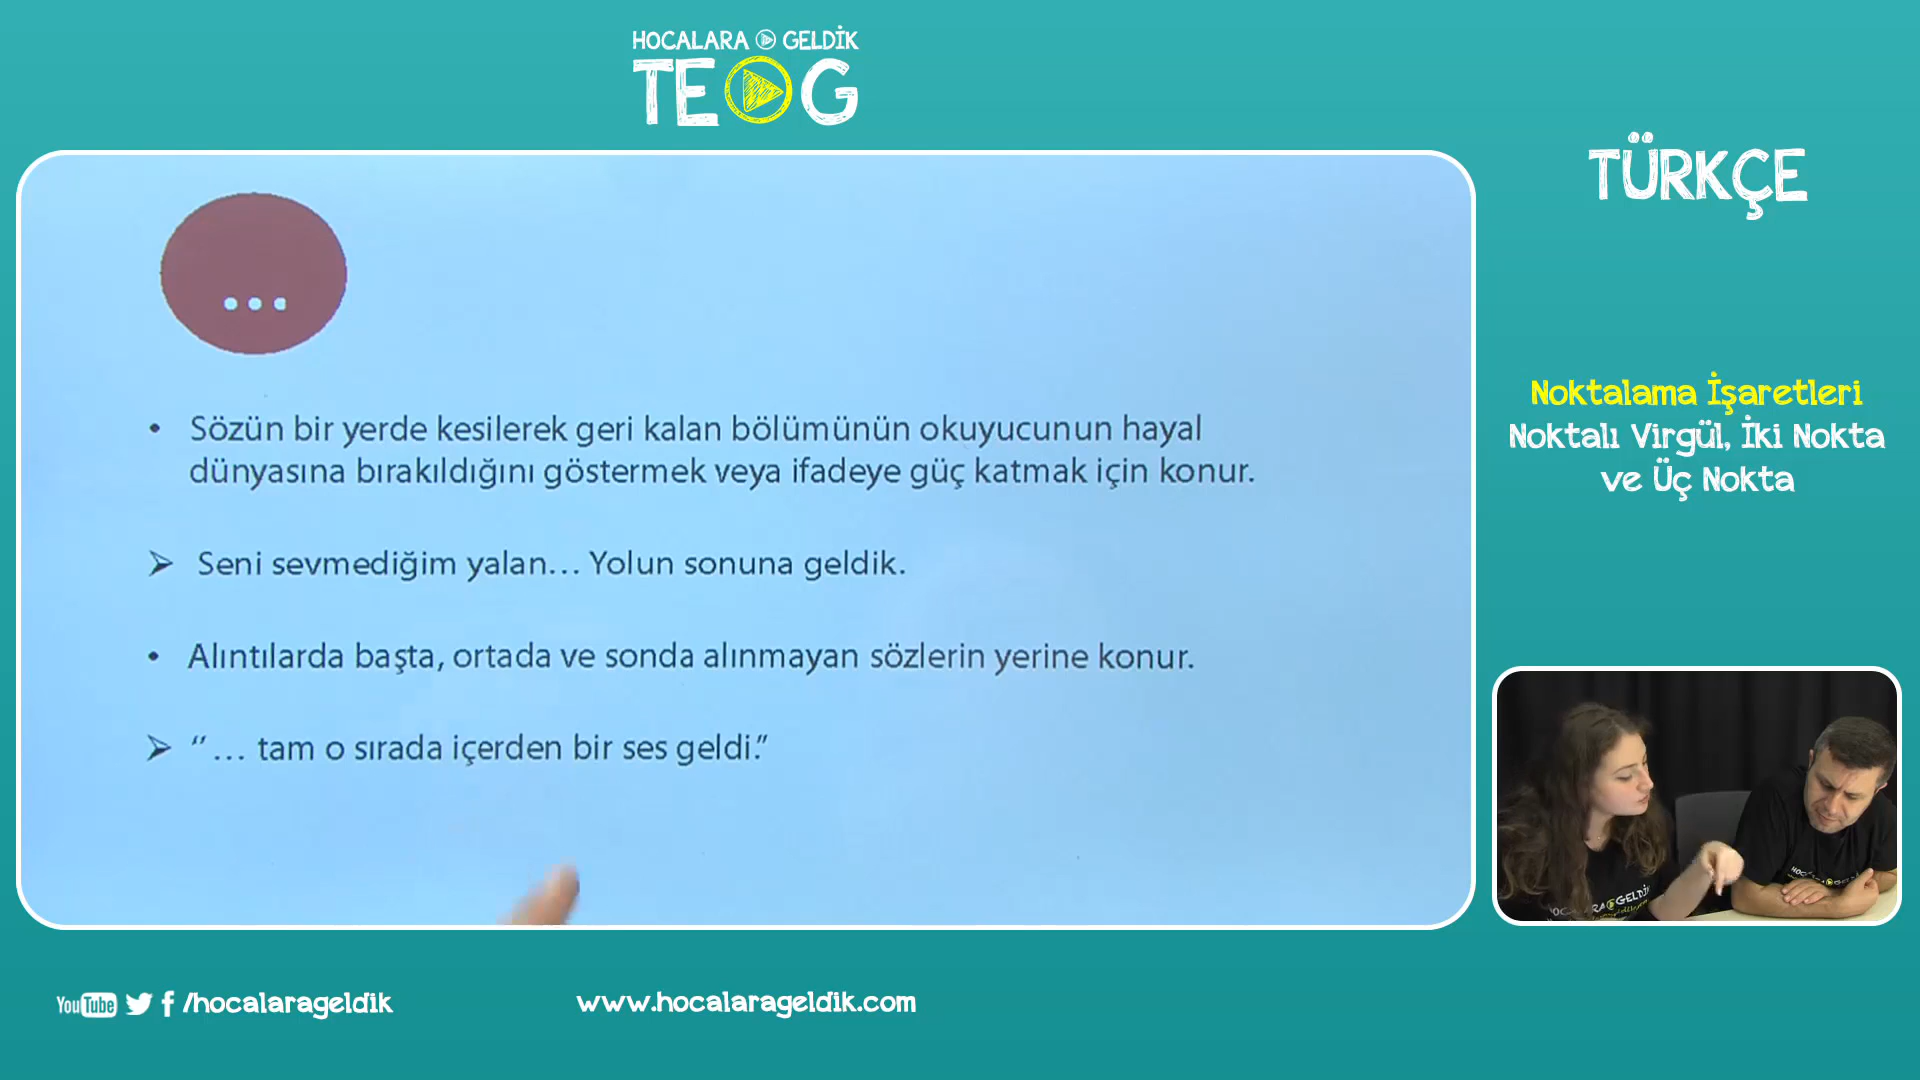 HOCALARA GELDİK
TEOG
TÜRKÇE
...
• Sözün bir yerde kesilerek geri kalan bölümünün okuyucunun hayal
dünyasına bırakıldığını göstermek veya ifadeye güç katmak için konur.
➢ Seni sevmediğim yalan... Yolun sonuna geldik.
• Alıntılarda başta, ortada ve sonda alınmayan sözlerin yerine konur.
➢ “... tam o sırada içerden bir ses geldi.”
Noktalama İşaretleri
Noktalı Virgül, İki Nokta
ve Üç Nokta
YouTube /hocalarageldik
www.hocalarageldik.com